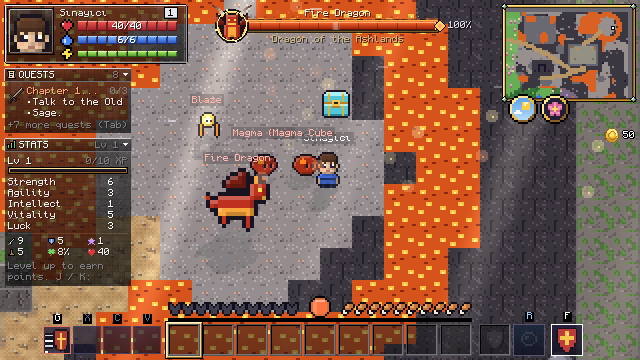 Sinayici 1
40/40
6/6
Fire Dragon
100%
Dragon of the Ashlands
QUESTS 8
Chapter 1... 0/3
•Talk to the Old
•Sage.
+7 more quests (Tab)
STATS Lv 1
Lv 1 0/10 XP
Strength 6
Agility 3
Intellect 1
Vitality 5
Luck 3
9 5 1
5 8% 40
Level up to earn
points. J / K:
Blaze
Magma (Magma Cube
Sinayici
Fire Dragon
50
G X C V
R F